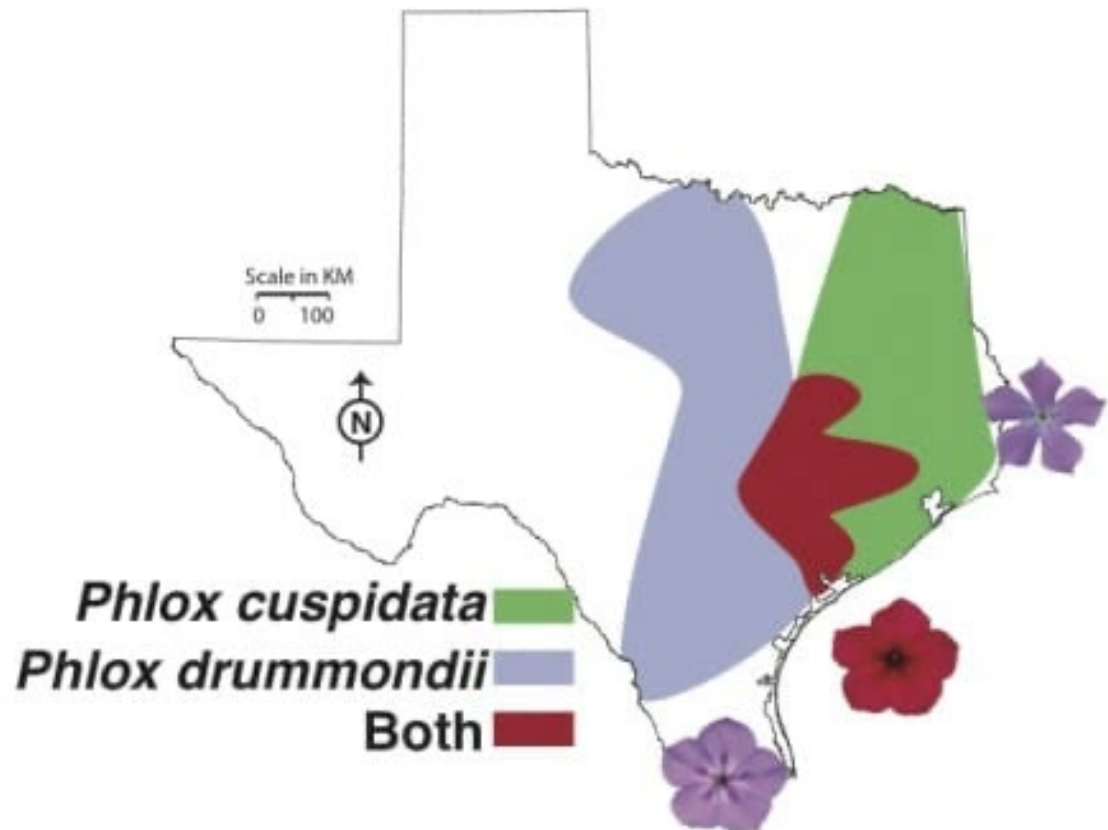 Scale in KM
0 100
N
Phlox cuspidata
Phlox drummondii
Both